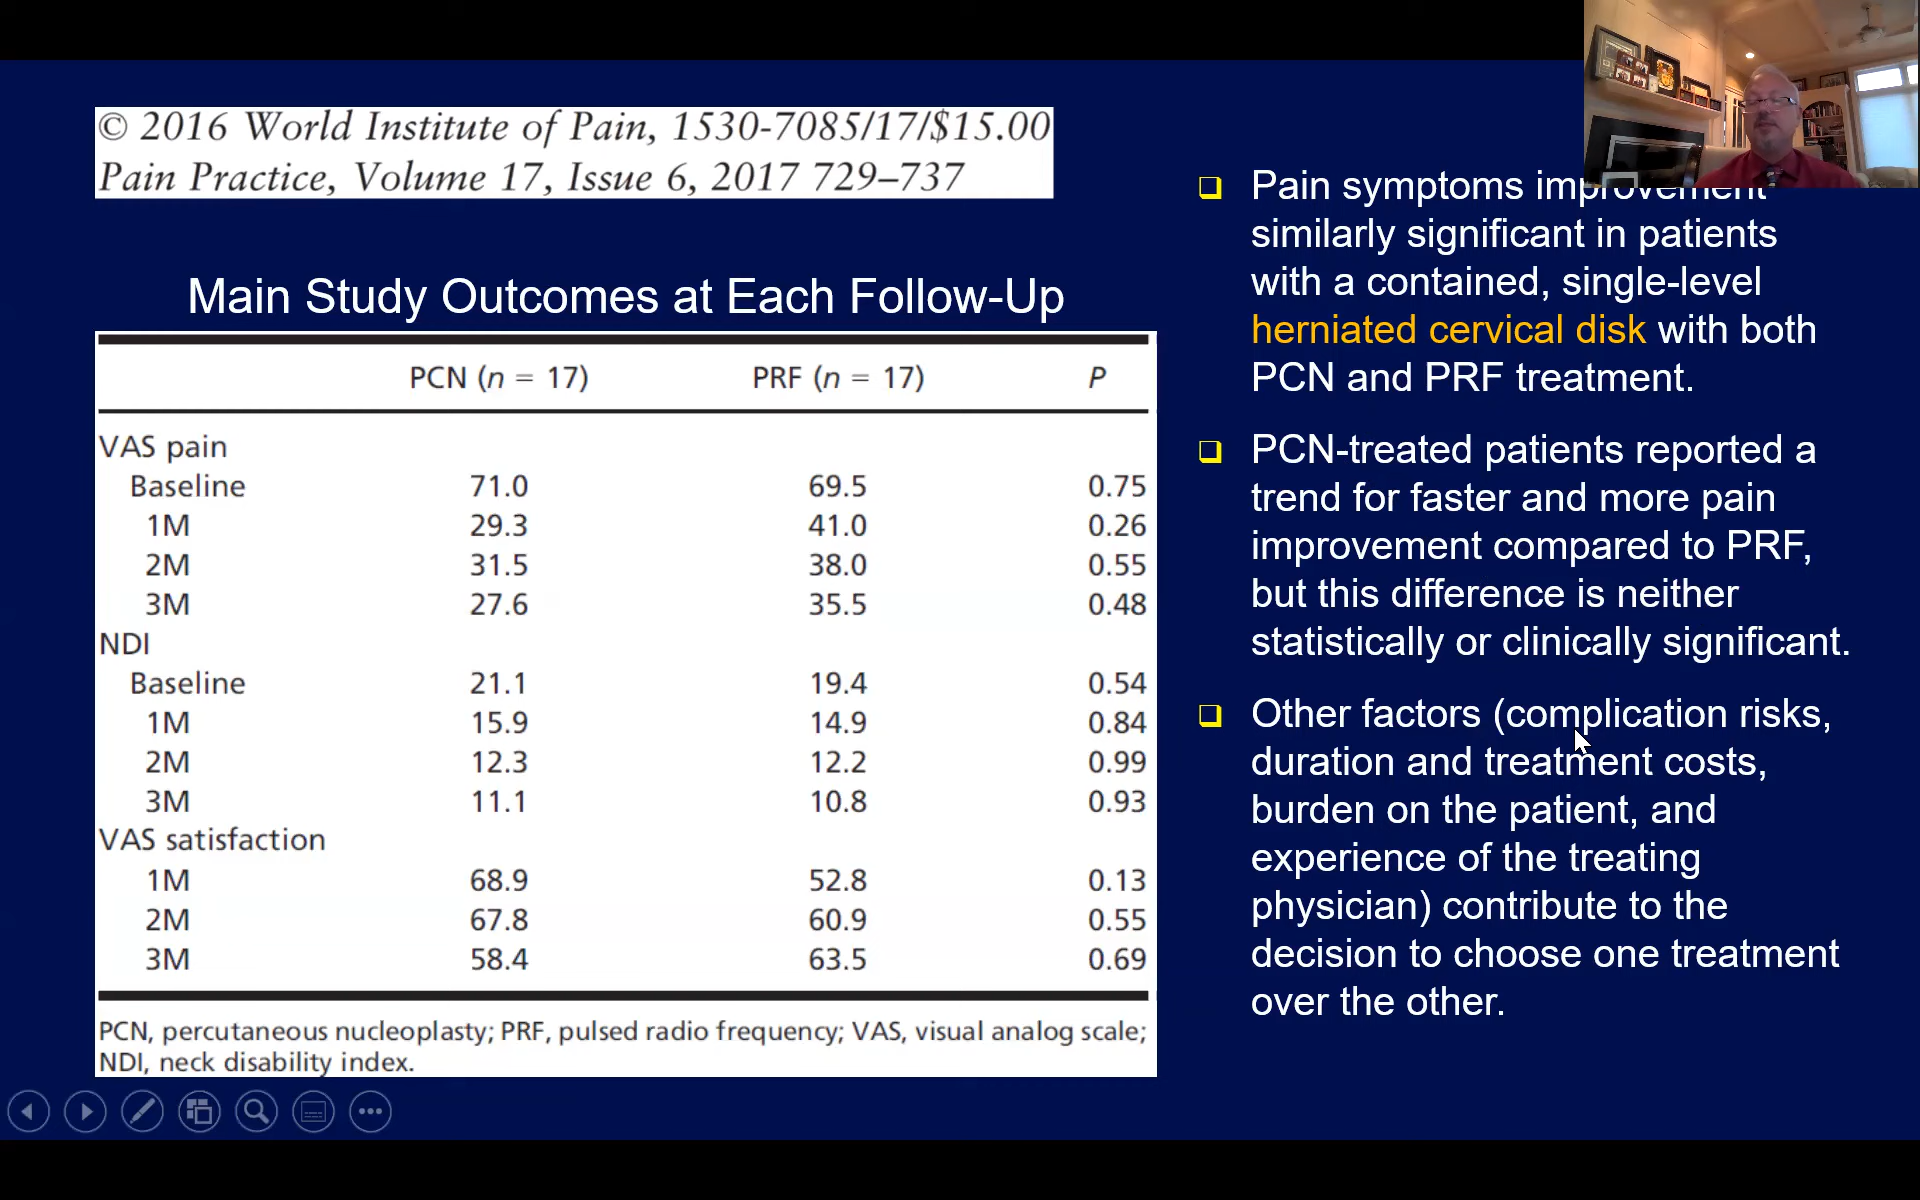 © 2016 World Institute of Pain, 1530-7085/17/$15.00
Pain Practice, Volume 17, Issue 6, 2017 729–737
Main Study Outcomes at Each Follow-Up
PCN (n = 17) PRF (n = 17) P
VAS pain
Baseline 71.0 69.5 0.75
1M 29.3 41.0 0.26
2M 31.5 38.0 0.55
3M 27.6 35.5 0.48
NDI
Baseline 21.1 19.4 0.54
1M 15.9 14.9 0.84
2M 12.3 12.2 0.99
3M 11.1 10.8 0.93
VAS satisfaction
1M 68.9 52.8 0.13
2M 67.8 60.9 0.55
3M 58.4 63.5 0.69
PCN, percutaneous nucleoplasty; PRF, pulsed radio frequency; VAS, visual analog scale;
NDI, neck disability index.
Pain symptoms improvement
similarly significant in patients
with a contained, single-level
herniated cervical disk with both
PCN and PRF treatment.
PCN-treated patients reported a
trend for faster and more pain
improvement compared to PRF,
but this difference is neither
statistically or clinically significant.
Other factors (complication risks,
duration and treatment costs,
burden on the patient, and
experience of the treating
physician) contribute to the
decision to choose one treatment
over the other.